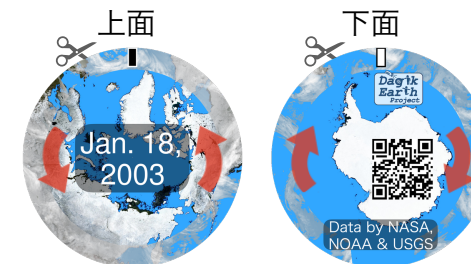 上面
下面
Jan. 18,
2003
Dagik
Earth
Project
Data by NASA,
NOAA & USGS